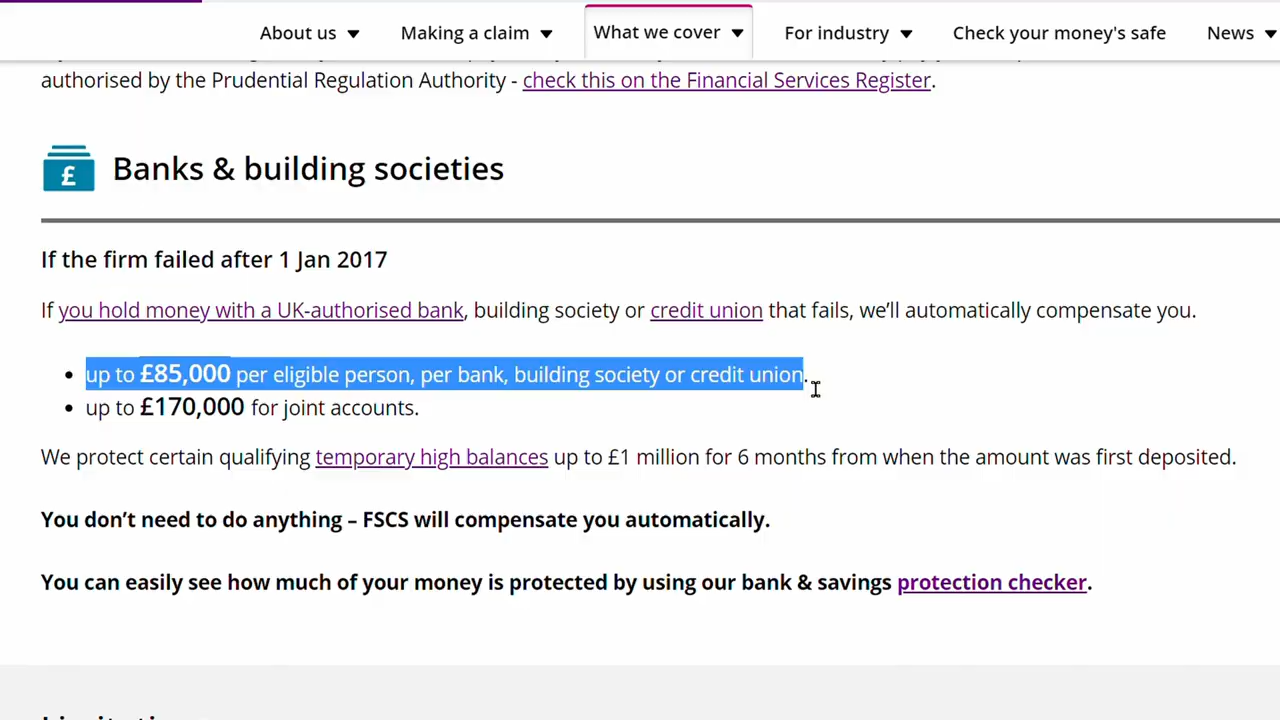 About us Making a claim What we cover For industry Check your money's safe News
authorised by the Prudential Regulation Authority - check this on the Financial Services Register.
£ Banks & building societies
If the firm failed after 1 Jan 2017
If you hold money with a UK-authorised bank, building society or credit union that fails, we’ll automatically compensate you.
• up to £85,000 per eligible person, per bank, building society or credit union.
• up to £170,000 for joint accounts.
We protect certain qualifying temporary high balances up to £1 million for 6 months from when the amount was first deposited.
You don’t need to do anything – FSCS will compensate you automatically.
You can easily see how much of your money is protected by using our bank & savings protection checker.